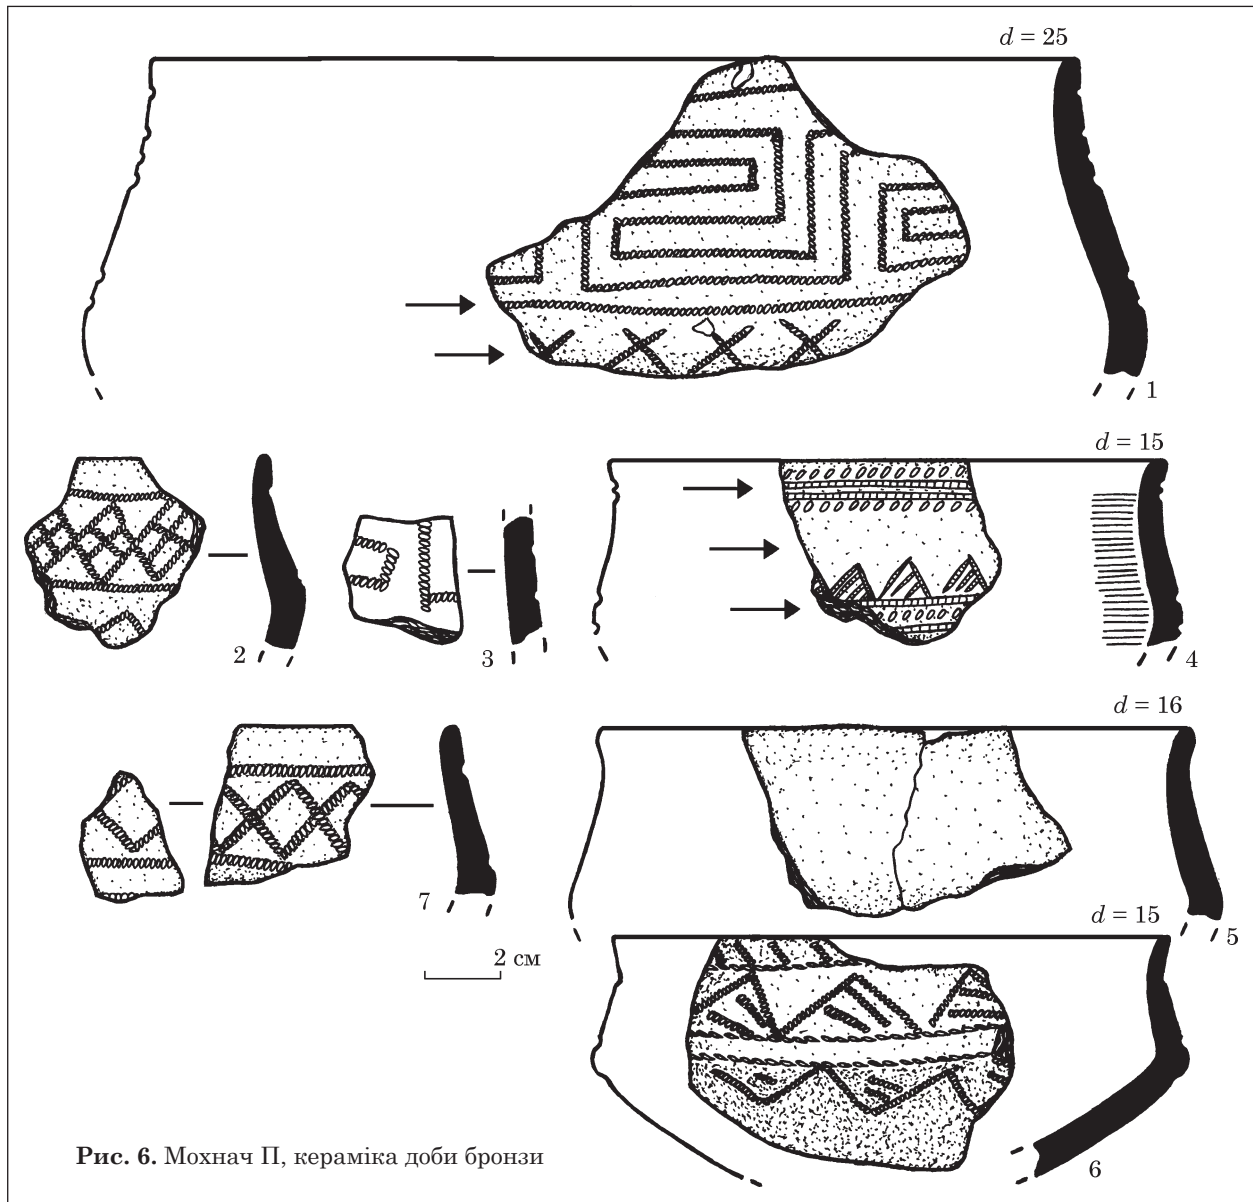 d = 25
1
d = 15
2
3
4
d = 16
7
5
d = 15
2 см
6
Рис. 6. Мохнач П, кераміка доби бронзи